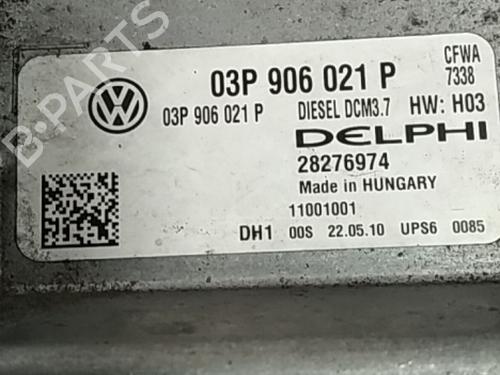 03P 906 021 P
CFWA
7338
03P 906 021 P
DIESEL DCM3.7
HW: H03
DELPHI
28276974
Made in HUNGARY
11001001
DH1 00S 22.05.10 UPS6 0085
B-PARTS